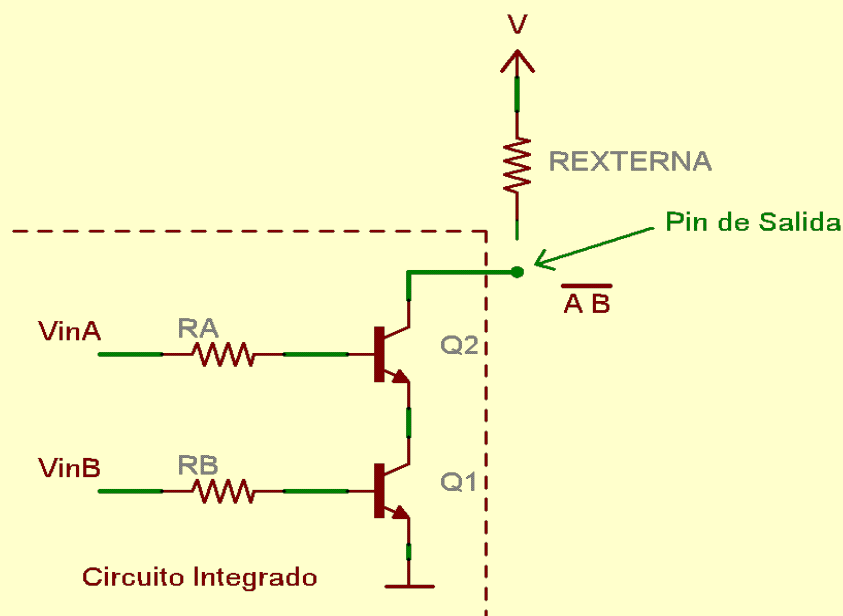 V
REXTERNA
Pin de Salida
A B
VinA
RA
Q2
VinB
RB
Q1
Circuito Integrado